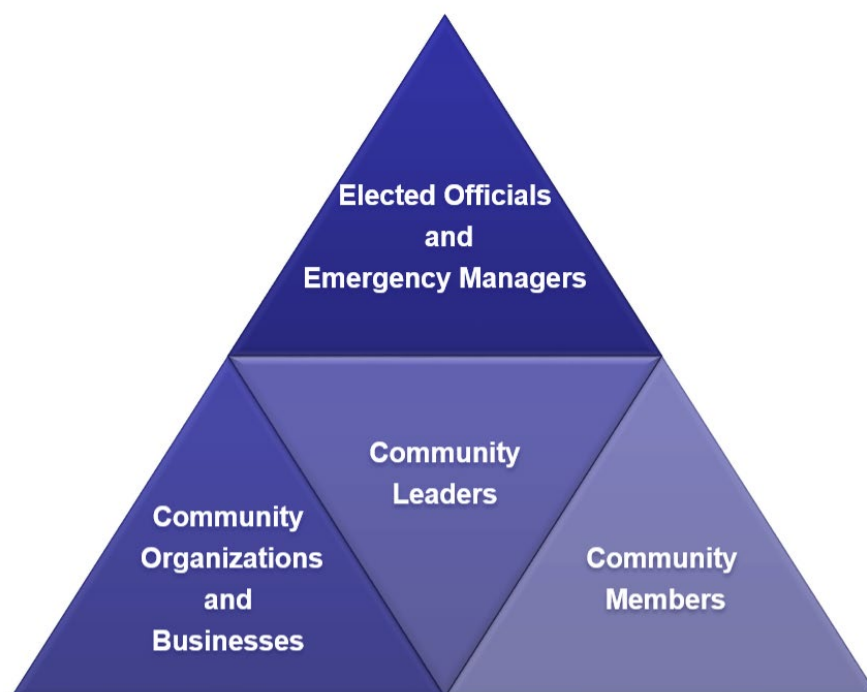 Elected Officials
and
Emergency Managers
Community
Leaders
Community
Organizations
and
Businesses
Community
Members